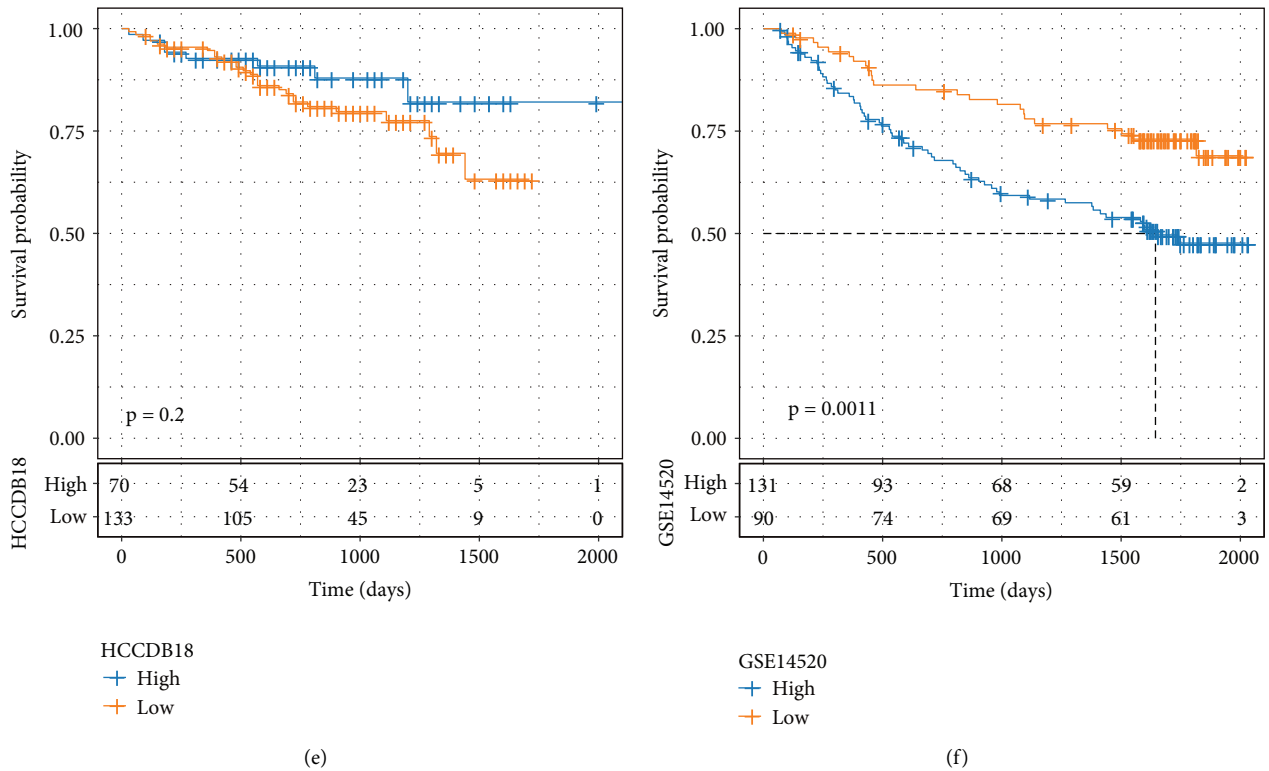 1.00
0.75
0.50
0.25
0.00
Survival probability
p = 0.2
HCCDB18
High 70 54 23 5 1
Low 133 105 45 9 0
0 500 1000 1500 2000
Time (days)
HCCDB18
High
Low
(e)
1.00
0.75
0.50
0.25
0.00
Survival probability
p = 0.0011
GSE14520
High 131 93 68 59 2
Low 90 74 69 61 3
0 500 1000 1500 2000
Time (days)
GSE14520
High
Low
(f)